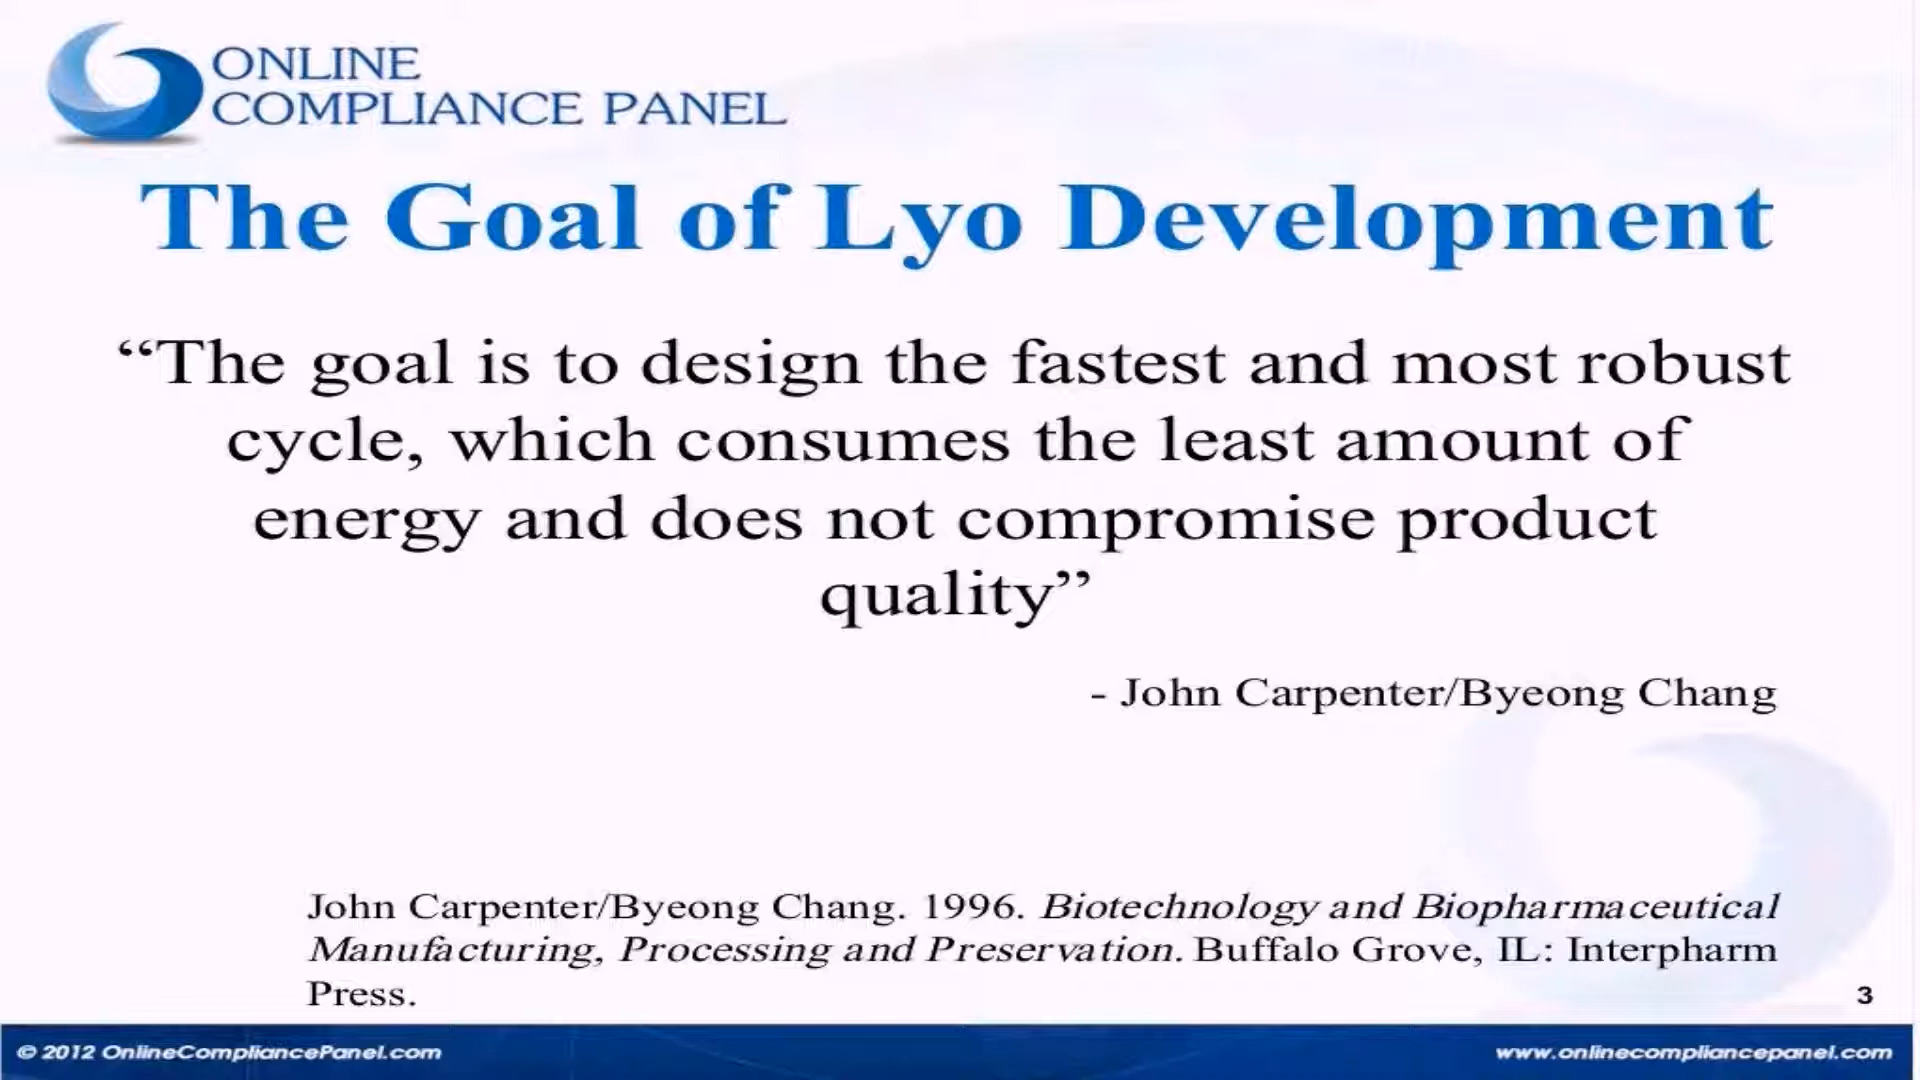 ONLINE
COMPLIANCE PANEL
The Goal of Lyo Development
“The goal is to design the fastest and most robust
cycle, which consumes the least amount of
energy and does not compromise product
quality”
- John Carpenter/Byeong Chang
John Carpenter/Byeong Chang. 1996. Biotechnology and Biopharmaceutical
Manufacturing, Processing and Preservation. Buffalo Grove, IL: Interpharm
Press.
3
© 2012 OnlineCompliancePanel.com
www.onlinecompliancepanel.com